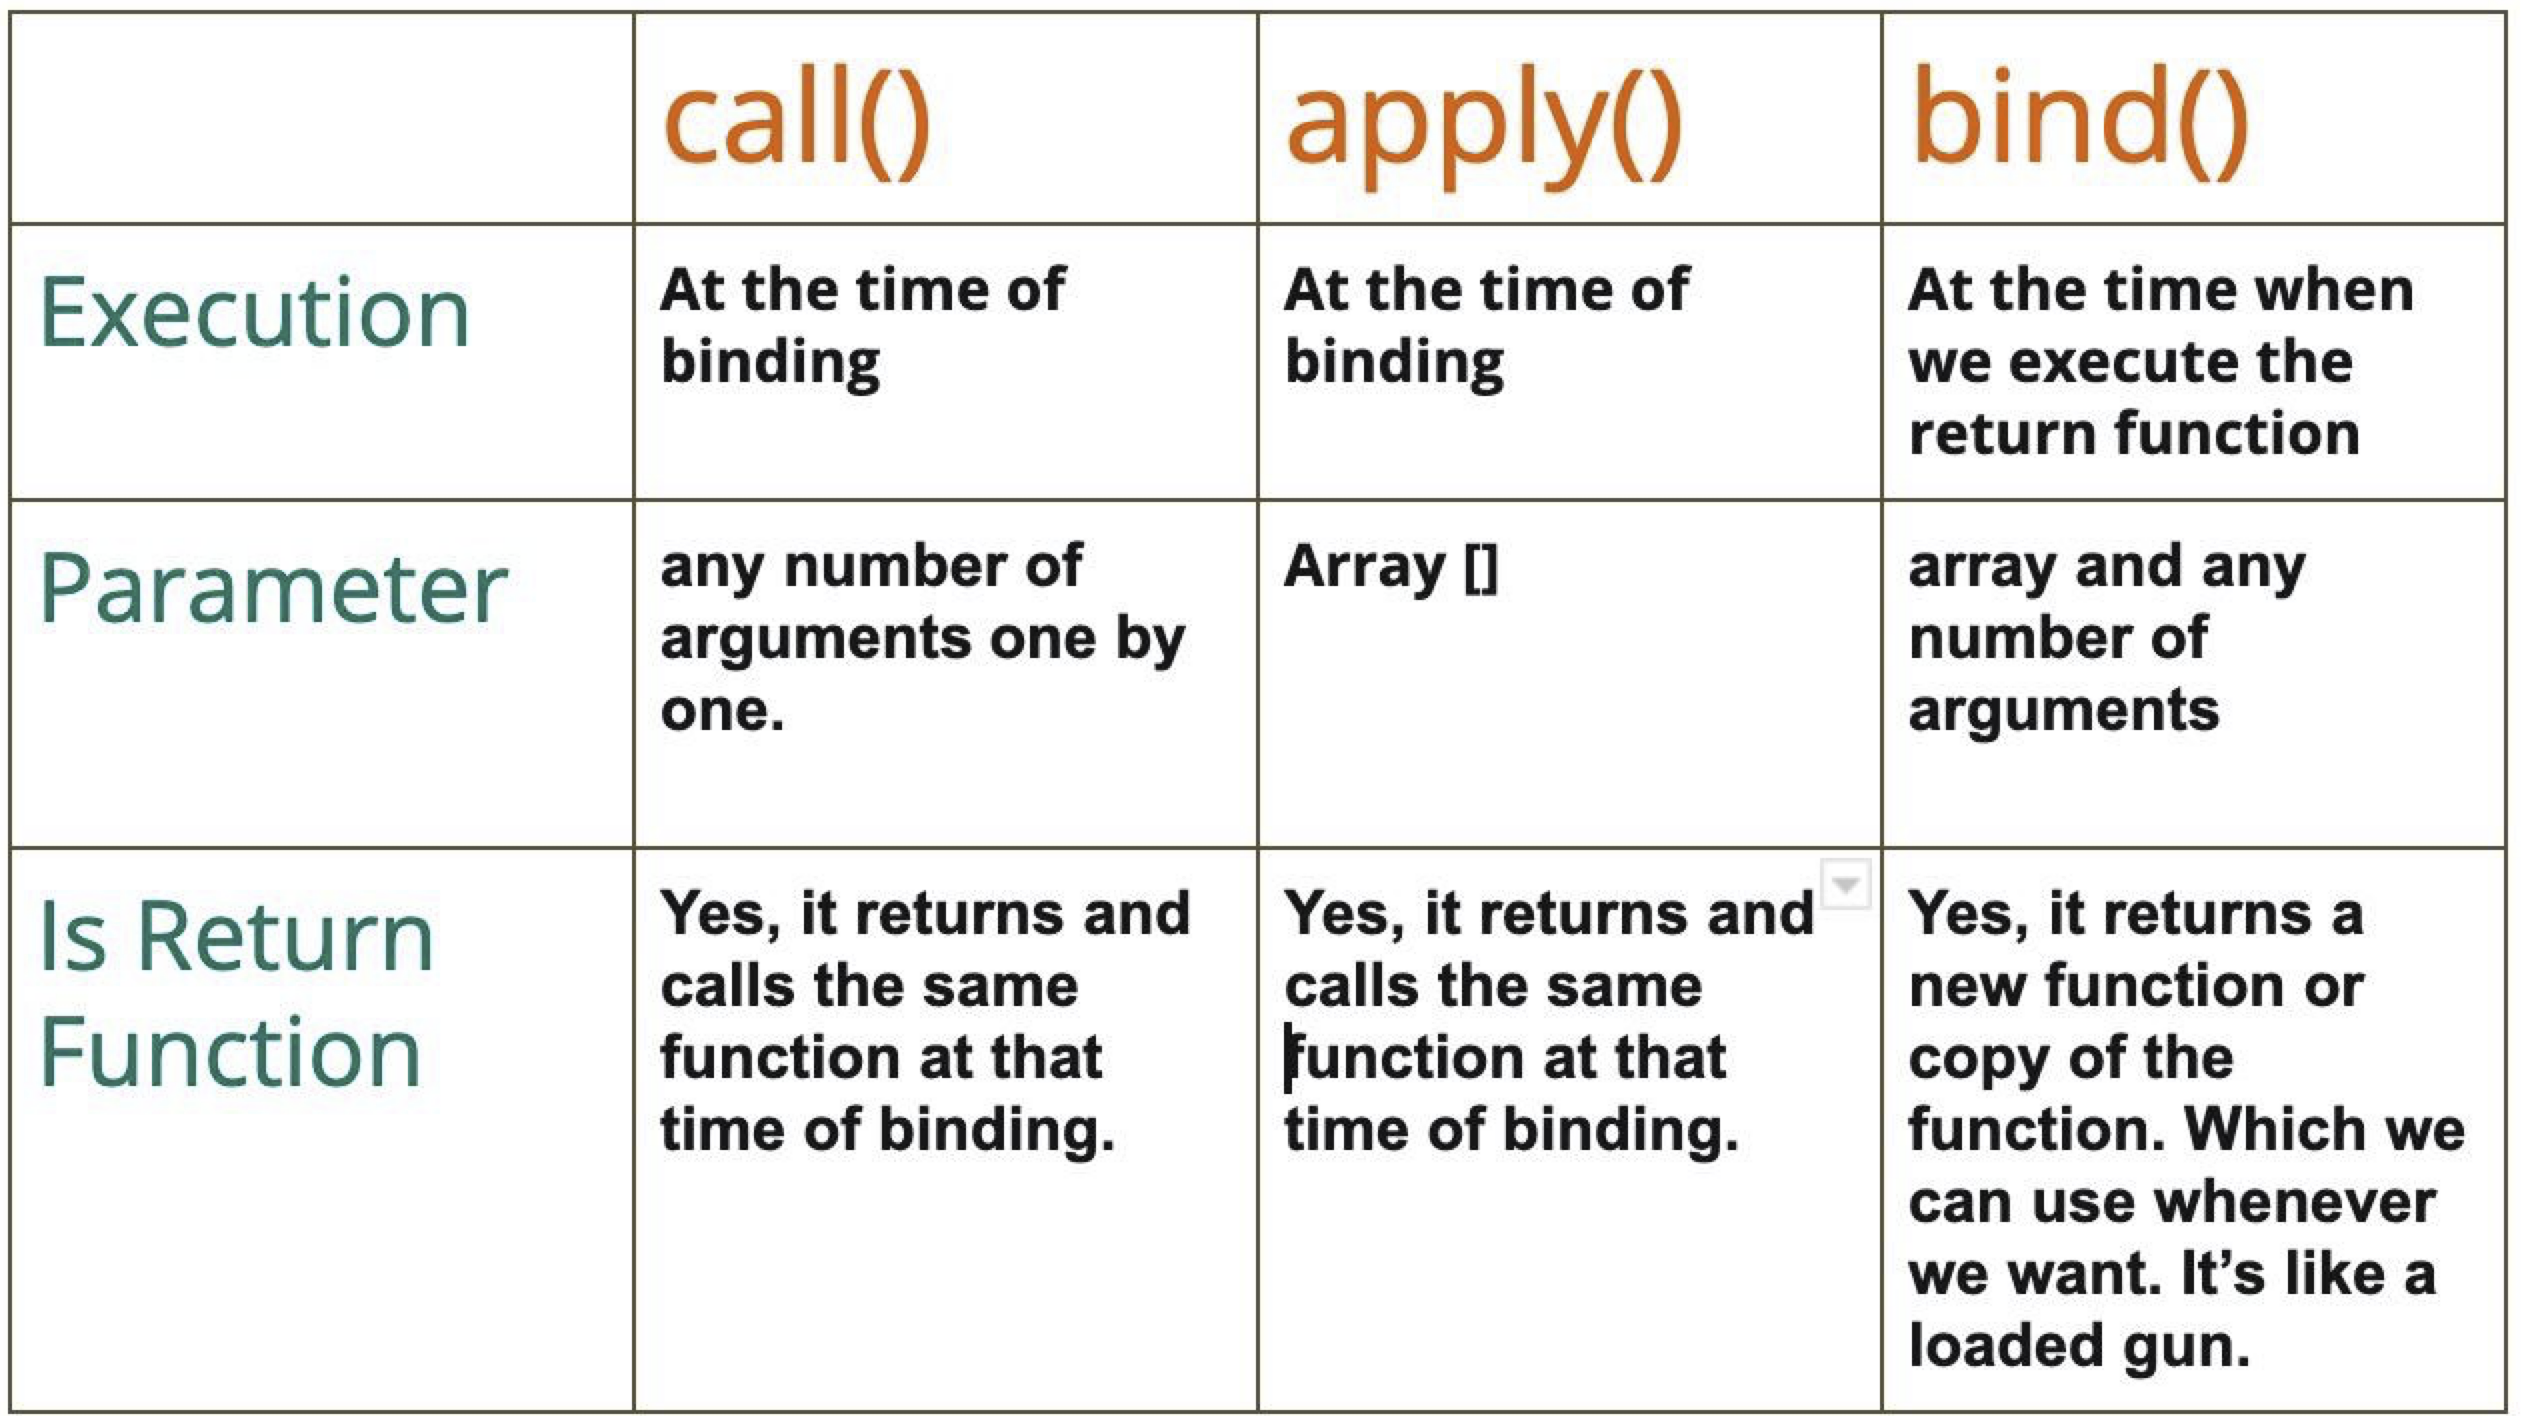 call()
apply()
bind()
Execution
At the time of
binding
At the time of
binding
At the time when
we execute the
return function
Parameter
any number of
arguments one by
one.
Array []
array and any
number of
arguments
Is Return
Function
Yes, it returns and
calls the same
function at that
time of binding.
Yes, it returns and
calls the same
function at that
time of binding.
Yes, it returns a
new function or
copy of the
function. Which we
can use whenever
we want. It’s like a
loaded gun.